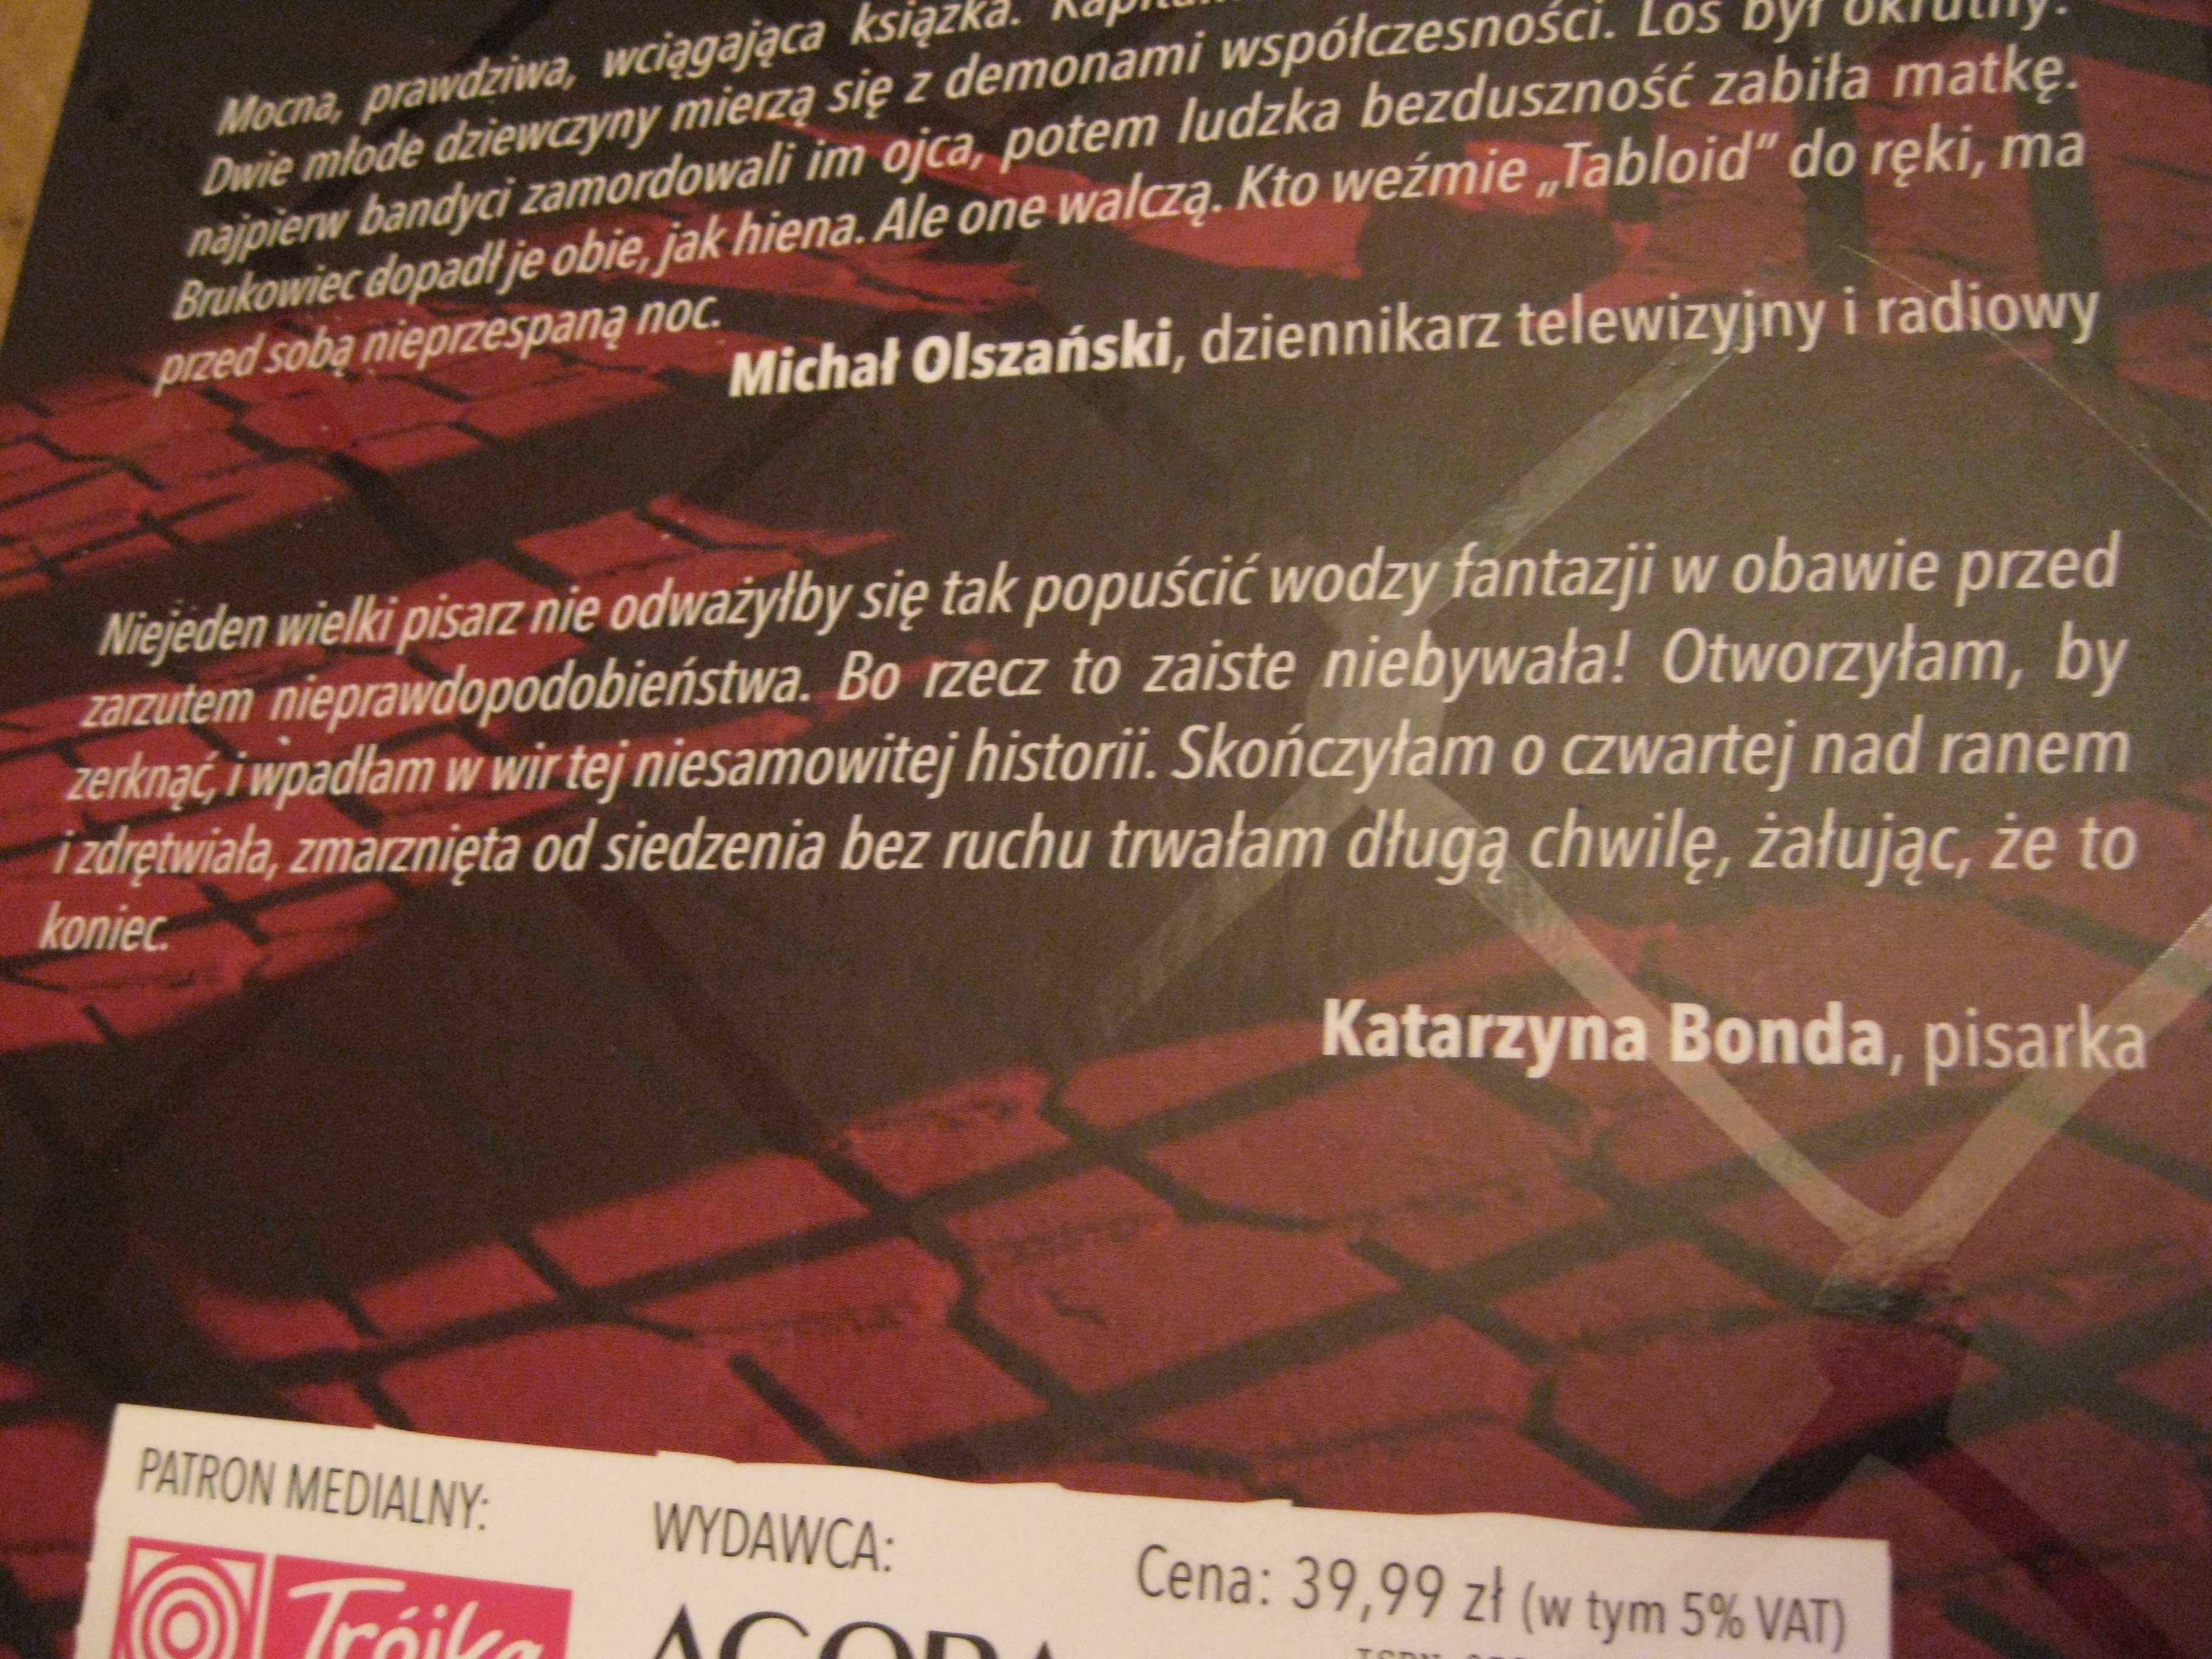 Mocna, prawdziwa, wciągająca książka.
Dwie młode dziewczyny mierzą się z demonami współczesności. Los był okrutny:
najpierw bandyci zamordowali im ojca, potem ludzka bezduszność zabiła matkę.
Brukowiec dopadł je obie, jak hiena. Ale one walczą. Kto weźmie „Tabloid” do ręki, ma
przed sobą nieprzespaną noc.
Michał Olszański, dziennikarz telewizyjny i radiowy
Niejeden wielki pisarz nie odważyłby się tak popuścić wodzy fantazji w obawie przed
zarzutem nieprawdopodobieństwa. Bo rzecz to zaiste niebywała! Otworzyłam, by
zerknąć, i wpadłam w wir tej niesamowitej historii. Skończyłam o czwartej nad ranem
i zdrętwiała, zmarznięta od siedzenia bez ruchu trwałam długą chwilę, żałując, że to
koniec.
Katarzyna Bonda, pisarka
PATRON MEDIALNY:
WYDAWCA:
Cena: 39,99 zł (w tym 5% VAT)
Trójka
AGORA